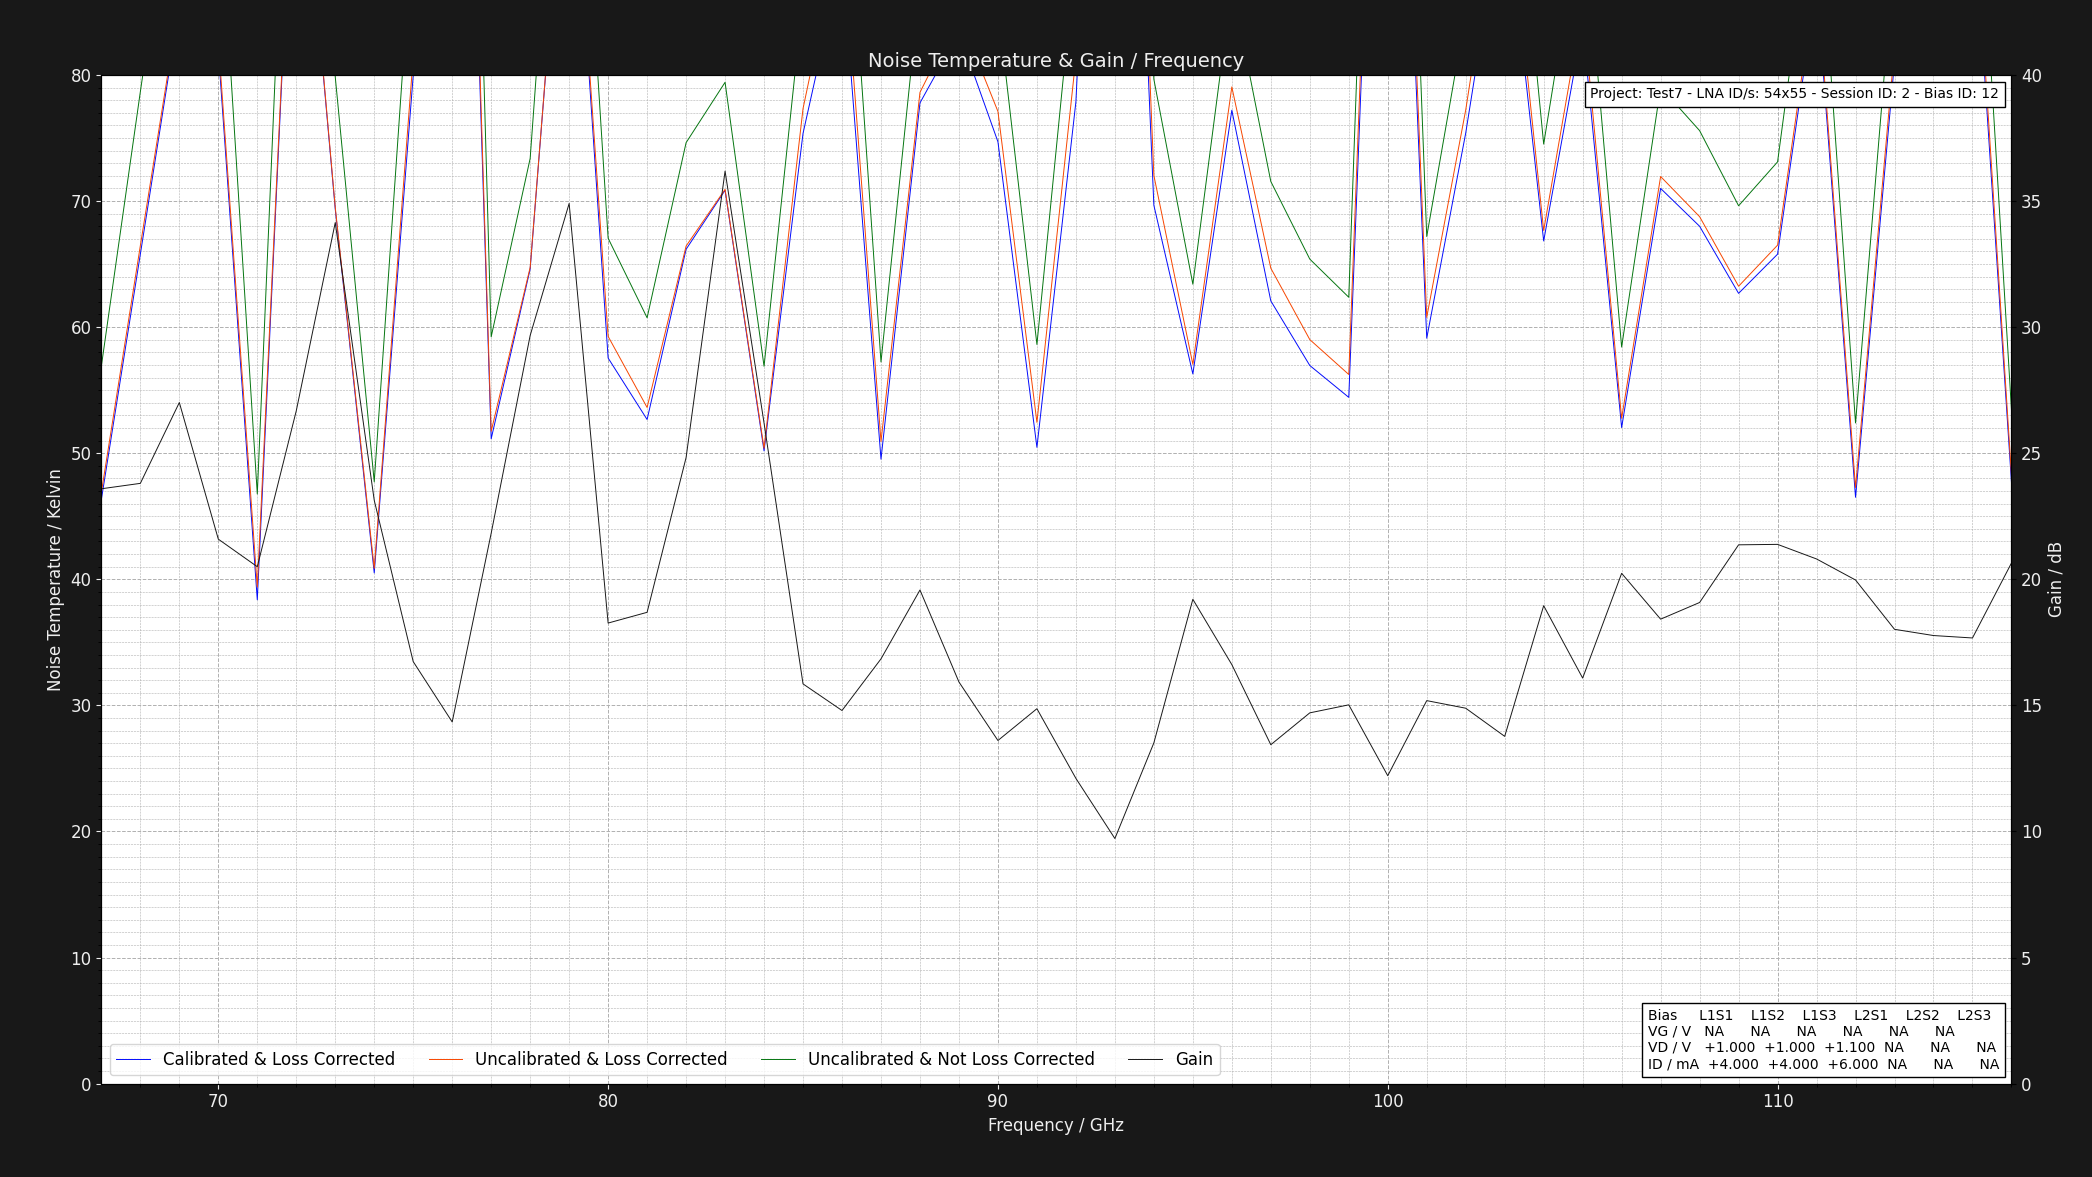 Noise Temperature & Gain / Frequency
Project: Test7 - LNA ID/s: 54x55 - Session ID: 2 - Bias ID: 12
80
70
60
50
40
30
20
10
0
Noise Temperature / Kelvin
40
35
30
25
20
15
10
5
0
Gain / dB
Bias L1S1 L1S2 L1S3 L2S1 L2S2 L2S3
VG / V NA NA NA NA NA NA
VD / V +1.000 +1.000 +1.100 NA NA NA
ID / mA +4.000 +4.000 +6.000 NA NA NA
Calibrated & Loss Corrected Uncalibrated & Loss Corrected Uncalibrated & Not Loss Corrected Gain
70 80 90 100 110
Frequency / GHz